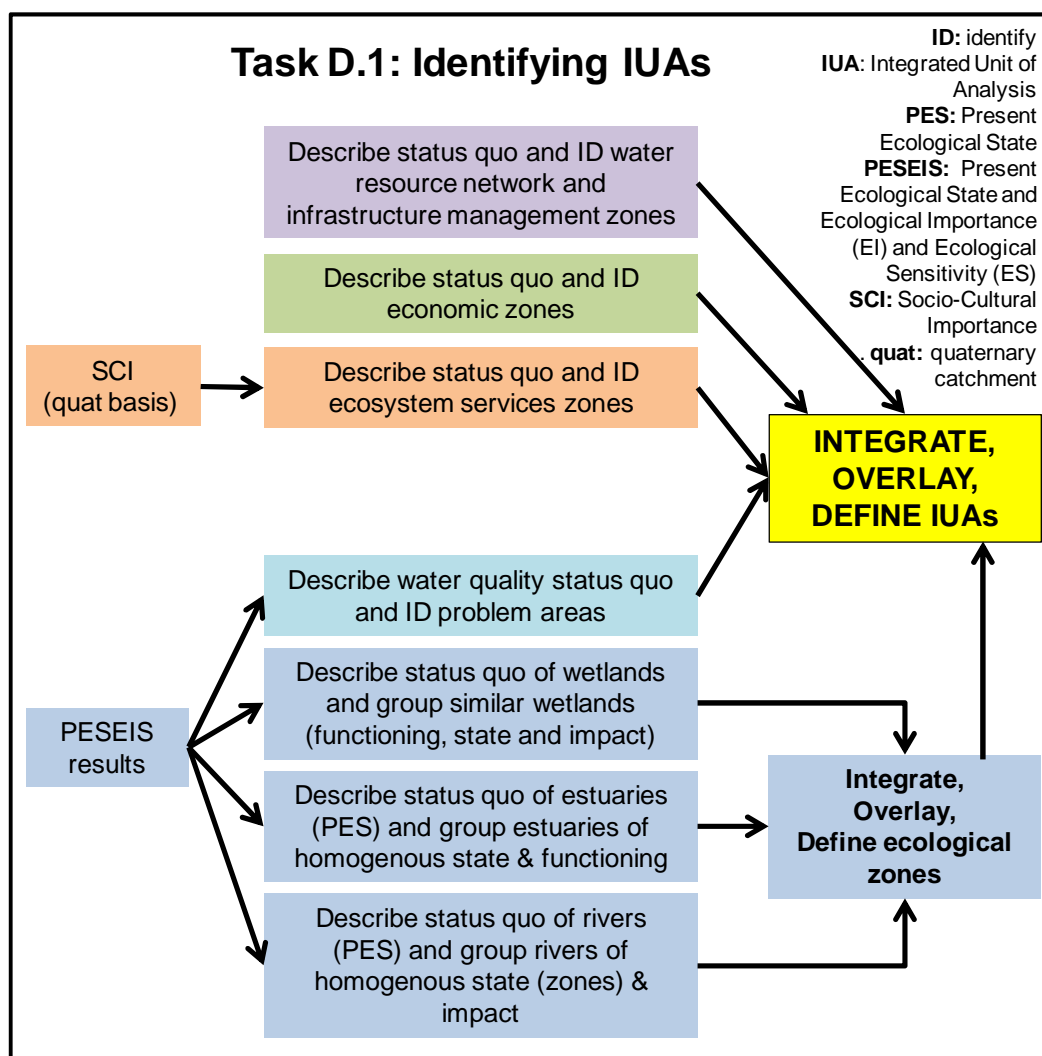 Task D.1: Identifying IUAs
ID: identify
IUA: Integrated Unit of
Analysis
PES: Present
Ecological State
PESEIS: Present
Ecological State and
Ecological Importance
(EI) and Ecological
Sensitivity (ES)
SCI: Socio-Cultural
Importance
. quat: quaternary
catchment
Describe status quo and ID water
resource network and
infrastructure management zones
Describe status quo and ID
economic zones
SCI
(quat basis)
Describe status quo and ID
ecosystem services zones
INTEGRATE,
OVERLAY,
DEFINE IUAs
Describe water quality status quo
and ID problem areas
Describe status quo of wetlands
and group similar wetlands
(functioning, state and impact)
PESEIS
results
Describe status quo of estuaries
(PES) and group estuaries of
homogenous state & functioning
Integrate,
Overlay,
Define ecological
zones
Describe status quo of rivers
(PES) and group rivers of
homogenous state (zones) &
impact